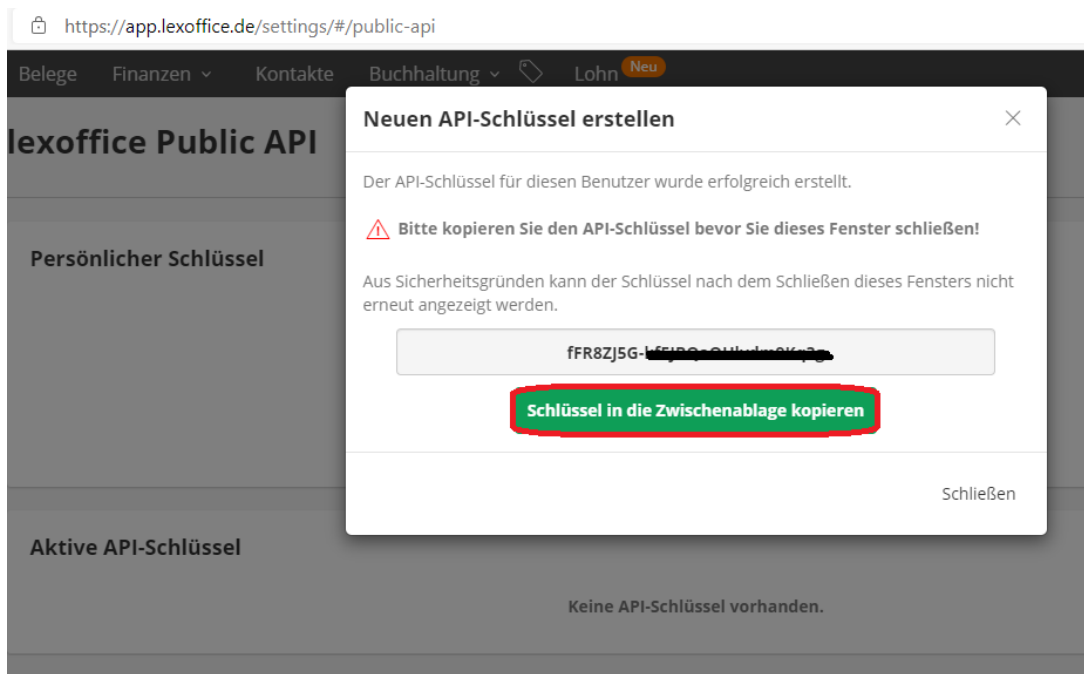 https://app.lexoffice.de/settings/#/public-api
Belege Finanzen Kontakte Buchhaltung Lohn Neu
lexoffice Public API
Neuen API-Schlüssel erstellen
Der API-Schlüssel für diesen Benutzer wurde erfolgreich erstellt.
Bitte kopieren Sie den API-Schlüssel bevor Sie dieses Fenster schließen!
Persönlicher Schlüssel
Aus Sicherheitsgründen kann der Schlüssel nach dem Schließen dieses Fensters nicht
erneut angezeigt werden.
fFR8ZJ5G-
Schlüssel in die Zwischenablage kopieren
Schließen
Aktive API-Schlüssel
Keine API-Schlüssel vorhanden.